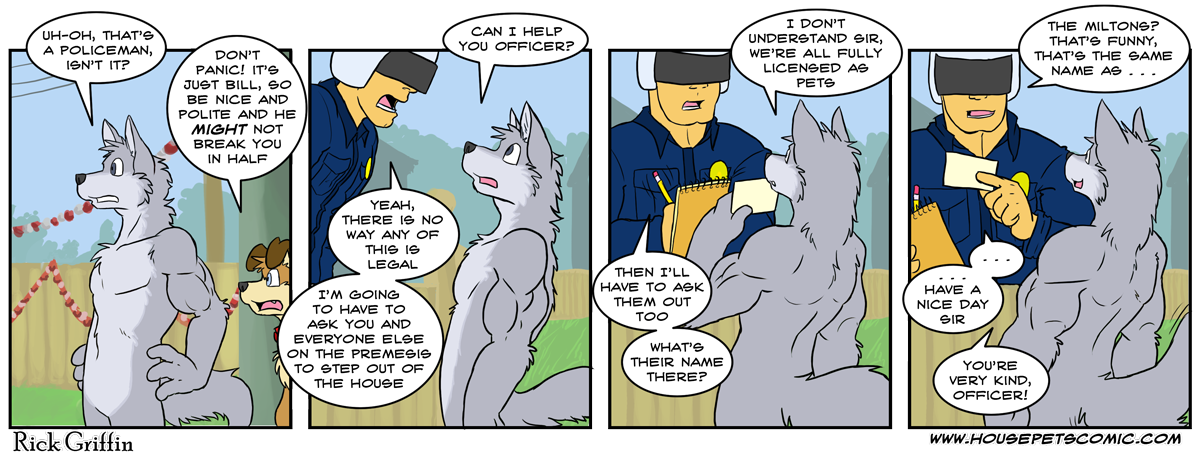 UH-OH, THAT'S
A POLICEMAN,
ISN'T IT?
DON'T
PANIC! IT'S
JUST BILL, SO
BE NICE AND
POLITE AND HE
MIGHT NOT
BREAK YOU
IN HALF
CAN I HELP
YOU OFFICER?
YEAH,
THERE IS NO
WAY ANY OF
THIS IS
LEGAL
I'M GOING
TO HAVE TO
ASK YOU AND
EVERYONE ELSE
ON THE PREMESIS
TO STEP OUT OF
THE HOUSE
I DON'T
UNDERSTAND SIR,
WE'RE ALL FULLY
LICENSED AS
PETS
THEN I'LL
HAVE TO ASK
THEM OUT
TOO
WHAT'S
THEIR NAME
THERE?
THE MILTONS?
THAT'S FUNNY,
THAT'S THE SAME
NAME AS . . .
. . . .
. . . .
HAVE A
NICE DAY
SIR
YOU'RE
VERY KIND,
OFFICER!
Rick Griffin
WWW.HOUSEPETSCOMIC.COM